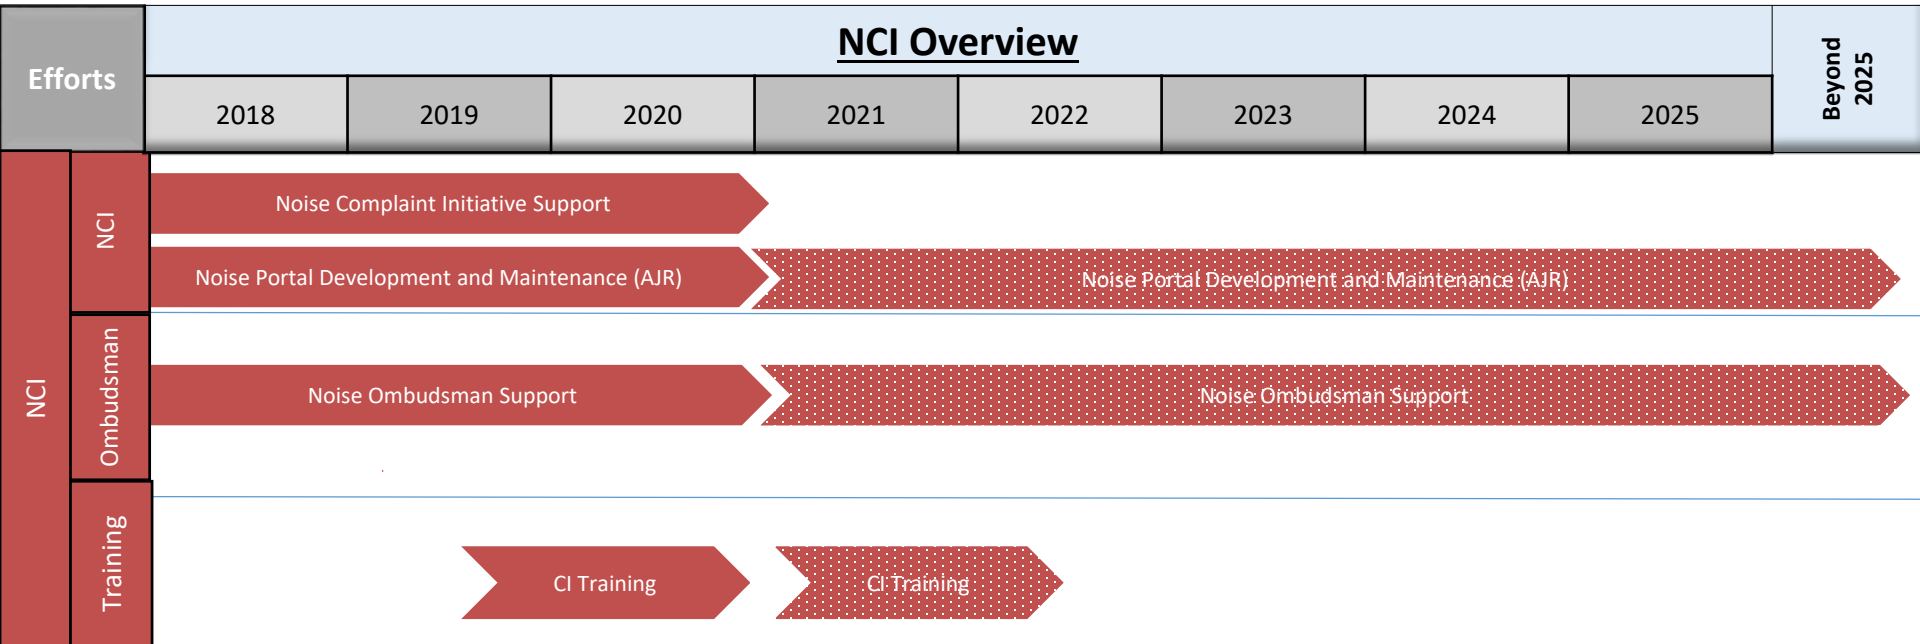 NCI Overview
Efforts
Beyond
2025
2018 2019 2020 2021 2022 2023 2024 2025
NCI
NCI
Noise Complaint Initiative Support
Noise Portal Development and Maintenance (AJR)
Noise Portal Development and Maintenance (AJR)
Ombudsman
Noise Ombudsman Support
Noise Ombudsman Support
Training
CI Training
CI Training